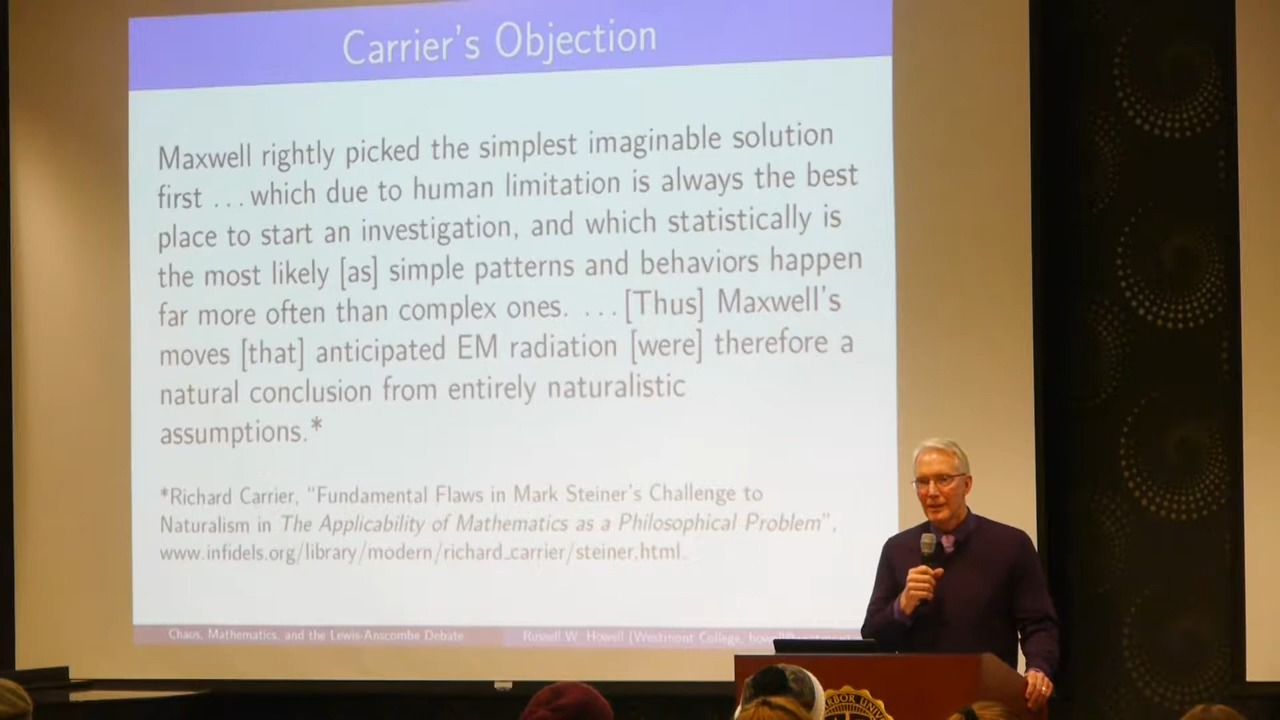 Carrier's Objection
Maxwell rightly picked the simplest imaginable solution
first ... which due to human limitation is always the best
place to start an investigation, and which statistically is
the most likely [as] simple patterns and behaviors happen
far more often than complex ones. ... [Thus] Maxwell's
moves [that] anticipated EM radiation [were] therefore a
natural conclusion from entirely naturalistic
assumptions.*
*Richard Carrier, "Fundamental Flaws in Mark Steiner's Challenge to
Naturalism in The Applicability of Mathematics as a Philosophical Problem",
www.infidels.org/library/modern/richard_carrier/steiner.html.
Chaos, Mathematics, and the Lewis-Anscombe Debate
Russell W. Howell (Westmont College,